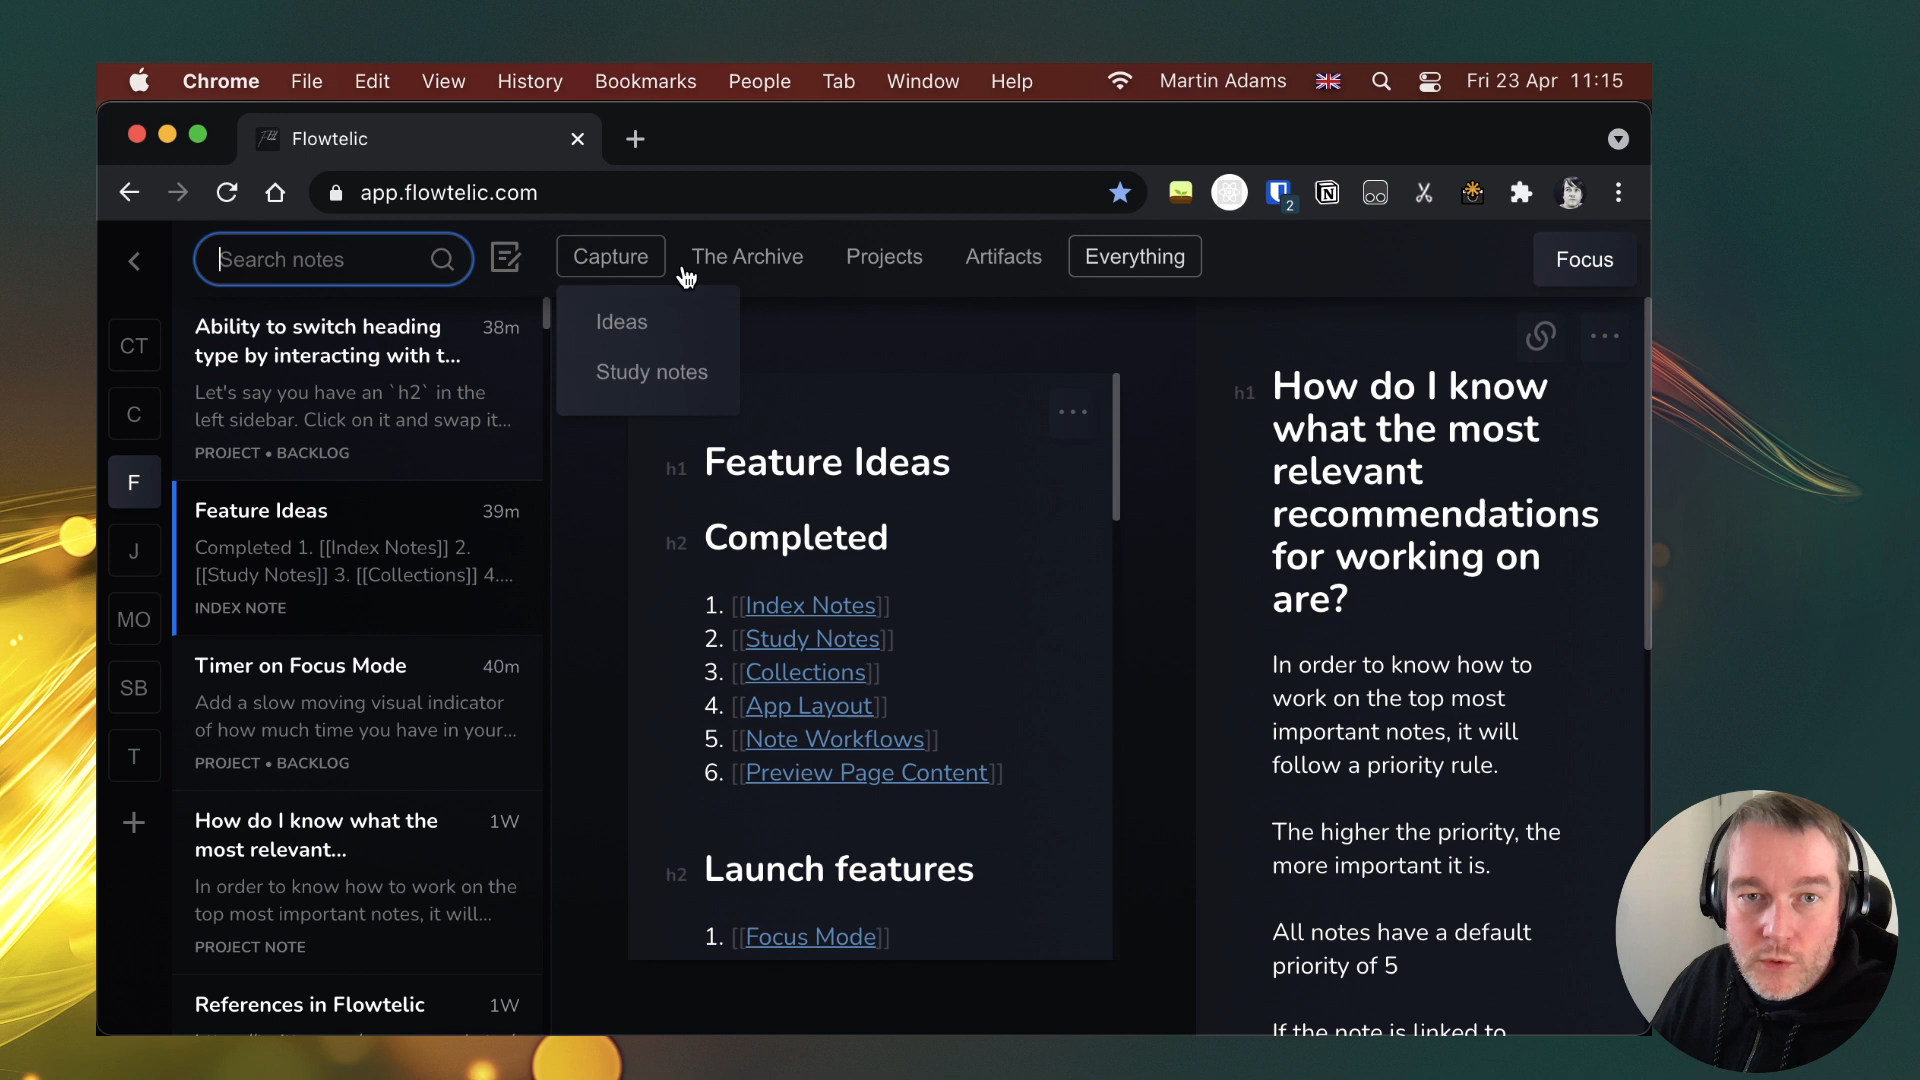 Chrome File Edit View History Bookmarks People Tab Window Help Martin Adams Fri 23 Apr 11:15
Flowtelic
app.flowtelic.com
2
Search notes
Capture The Archive Projects Artifacts Everything
Focus
Ideas
Study notes
CT
C
F
J
MO
SB
T
Ability to switch heading 38m
type by interacting with t...
Let's say you have an `h2` in the
left sidebar. Click on it and swap it...
PROJECT • BACKLOG
Feature Ideas 39m
Completed 1. [[Index Notes]] 2.
[[Study Notes]] 3. [[Collections]] 4....
INDEX NOTE
Timer on Focus Mode 40m
Add a slow moving visual indicator
of how much time you have in your...
PROJECT • BACKLOG
How do I know what the 1W
most relevant...
In order to know how to work on the
top most important notes, it will...
PROJECT NOTE
References in Flowtelic 1W
h1 Feature Ideas
h2 Completed
1. [[Index Notes]]
2. [[Study Notes]]
3. [[Collections]]
4. [[App Layout]]
5. [[Note Workflows]]
6. [[Preview Page Content]]
h2 Launch features
1. [[Focus Mode]]
h1 How do I know
what the most
relevant
recommendations
for working on
are?
In order to know how to
work on the top most
important notes, it will
follow a priority rule.
The higher the priority, the
more important it is.
All notes have a default
priority of 5
If the note is linked to